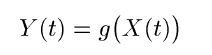 Y(t) = g(X(t))